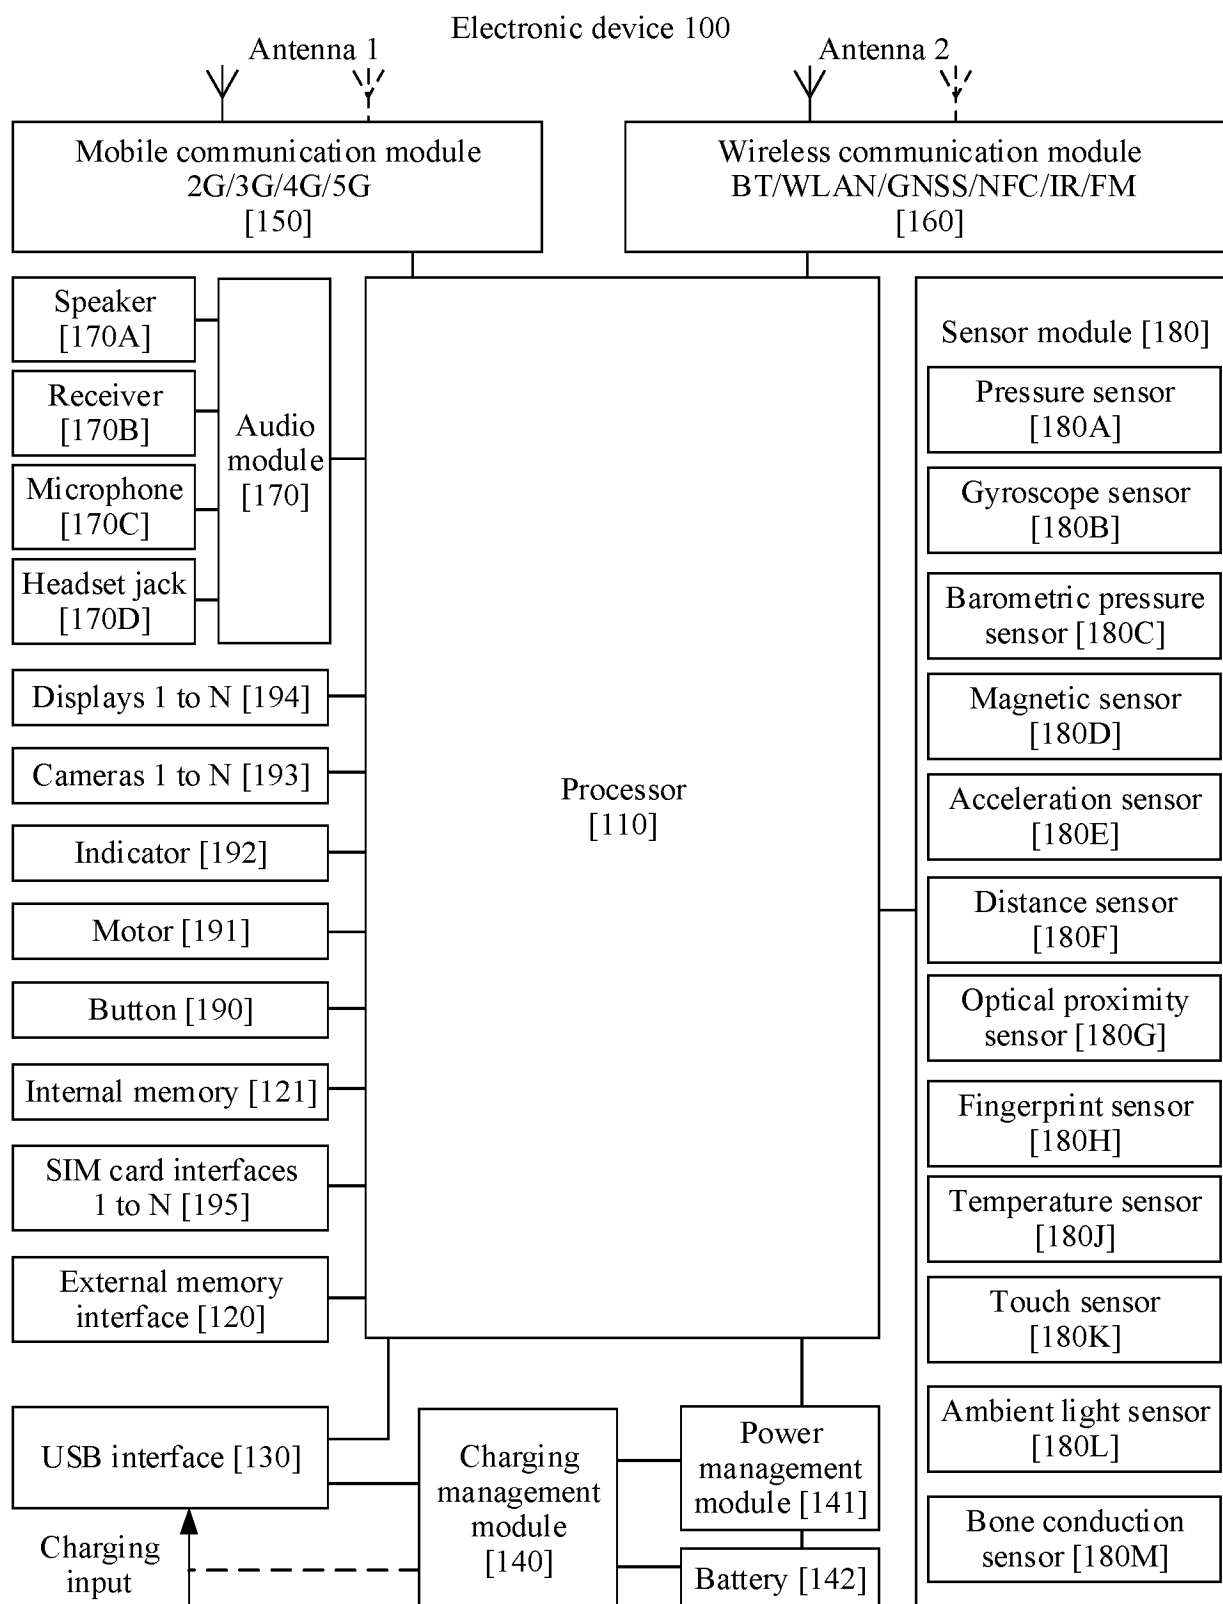 Electronic device 100
Antenna 1
Antenna 2
Mobile communication module
2G/3G/4G/5G
[150]
Wireless communication module
BT/WLAN/GNSS/NFC/IR/FM
[160]
Speaker
[170A]
Receiver
[170B]
Microphone
[170C]
Headset jack
[170D]
Audio
module
[170]
Displays 1 to N [194]
Cameras 1 to N [193]
Indicator [192]
Motor [191]
Button [190]
Internal memory [121]
SIM card interfaces
1 to N [195]
External memory
interface [120]
Processor
[110]
Sensor module [180]
Pressure sensor
[180A]
Gyroscope sensor
[180B]
Barometric pressure
sensor [180C]
Magnetic sensor
[180D]
Acceleration sensor
[180E]
Distance sensor
[180F]
Optical proximity
sensor [180G]
Fingerprint sensor
[180H]
Temperature sensor
[180J]
Touch sensor
[180K]
Ambient light sensor
[180L]
Bone conduction
sensor [180M]
USB interface [130]
Charging
input
Charging
management
module
[140]
Power
management
module [141]
Battery [142]